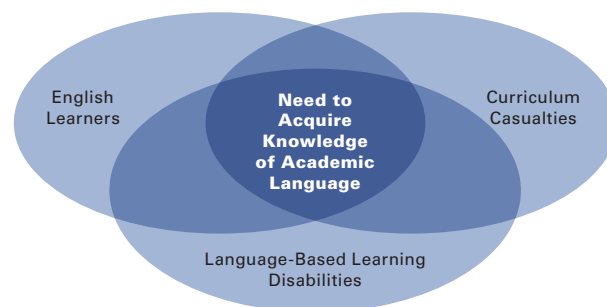 English
Learners
Need to
Acquire
Knowledge
of Academic
Language
Curriculum
Casualties
Language-Based Learning
Disabilities